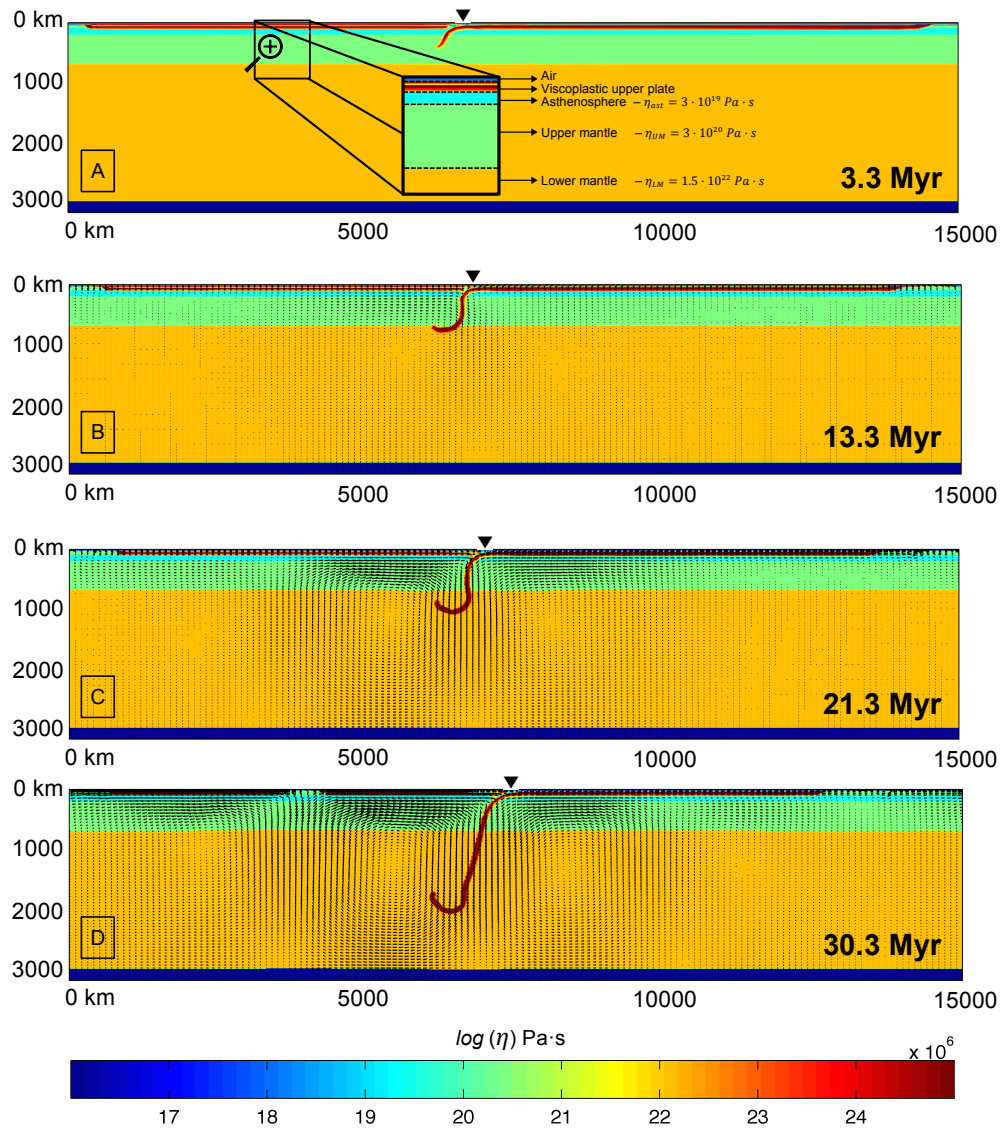 0 km
1000
2000
3000
Air
Viscoplastic upper plate
Asthenosphere − η_ast = 3 · 10^19 Pa · s
Upper mantle − η_UM = 3 · 10^20 Pa · s
Lower mantle − η_LM = 1.5 · 10^22 Pa · s
A
3.3 Myr
0 km 5000 10000 15000
0 km
1000
2000
3000
B
13.3 Myr
0 km 5000 10000 15000
0 km
1000
2000
3000
C
21.3 Myr
0 km 5000 10000 15000
0 km
1000
2000
3000
D
30.3 Myr
0 km 5000 10000 15000
log (η) Pa·s
x 10^6
17 18 19 20 21 22 23 24